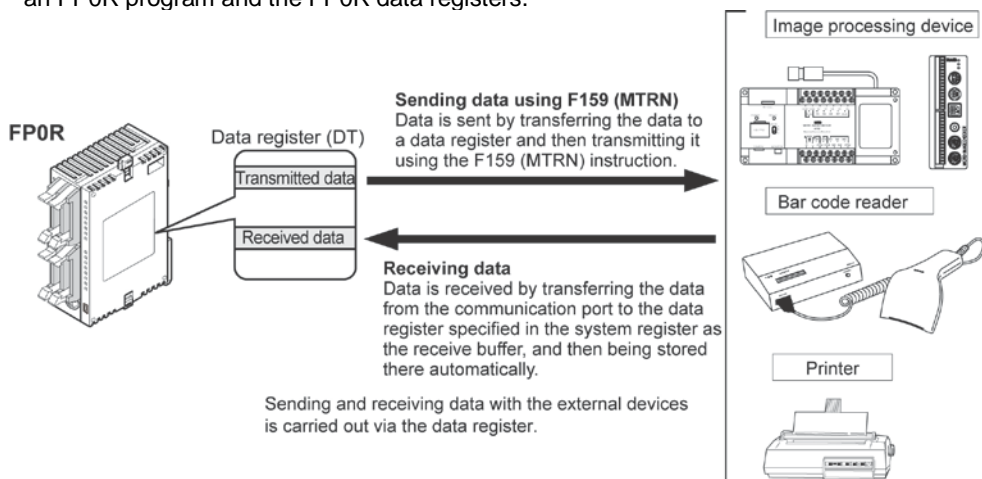 an FP0R program and the FP0R data registers.
Image processing device
Sending data using F159 (MTRN)
Data is sent by transferring the data to
a data register and then transmitting it
using the F159 (MTRN) instruction.
FP0R
Data register (DT)
Transmitted data
Bar code reader
Received data
Receiving data
Data is received by transferring the data
from the communication port to the data
register specified in the system register as
the receive buffer, and then being stored
there automatically.
Printer
Sending and receiving data with the external devices
is carried out via the data register.